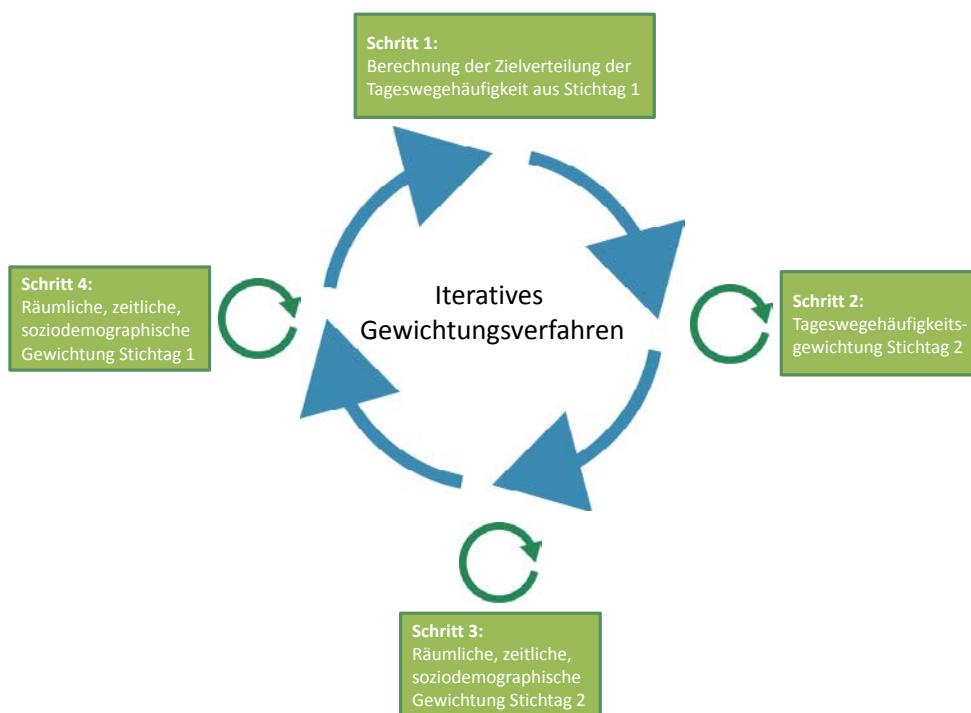 Schritt 1:
Berechnung der Zielverteilung der
Tageswegehäufigkeit aus Stichtag 1
Iteratives
Gewichtungsverfahren
Schritt 2:
Tageswegehäufigkeits-
gewichtung Stichtag 2
Schritt 3:
Räumliche, zeitliche,
soziodemographische
Gewichtung Stichtag 2
Schritt 4:
Räumliche, zeitliche,
soziodemographische
Gewichtung Stichtag 1